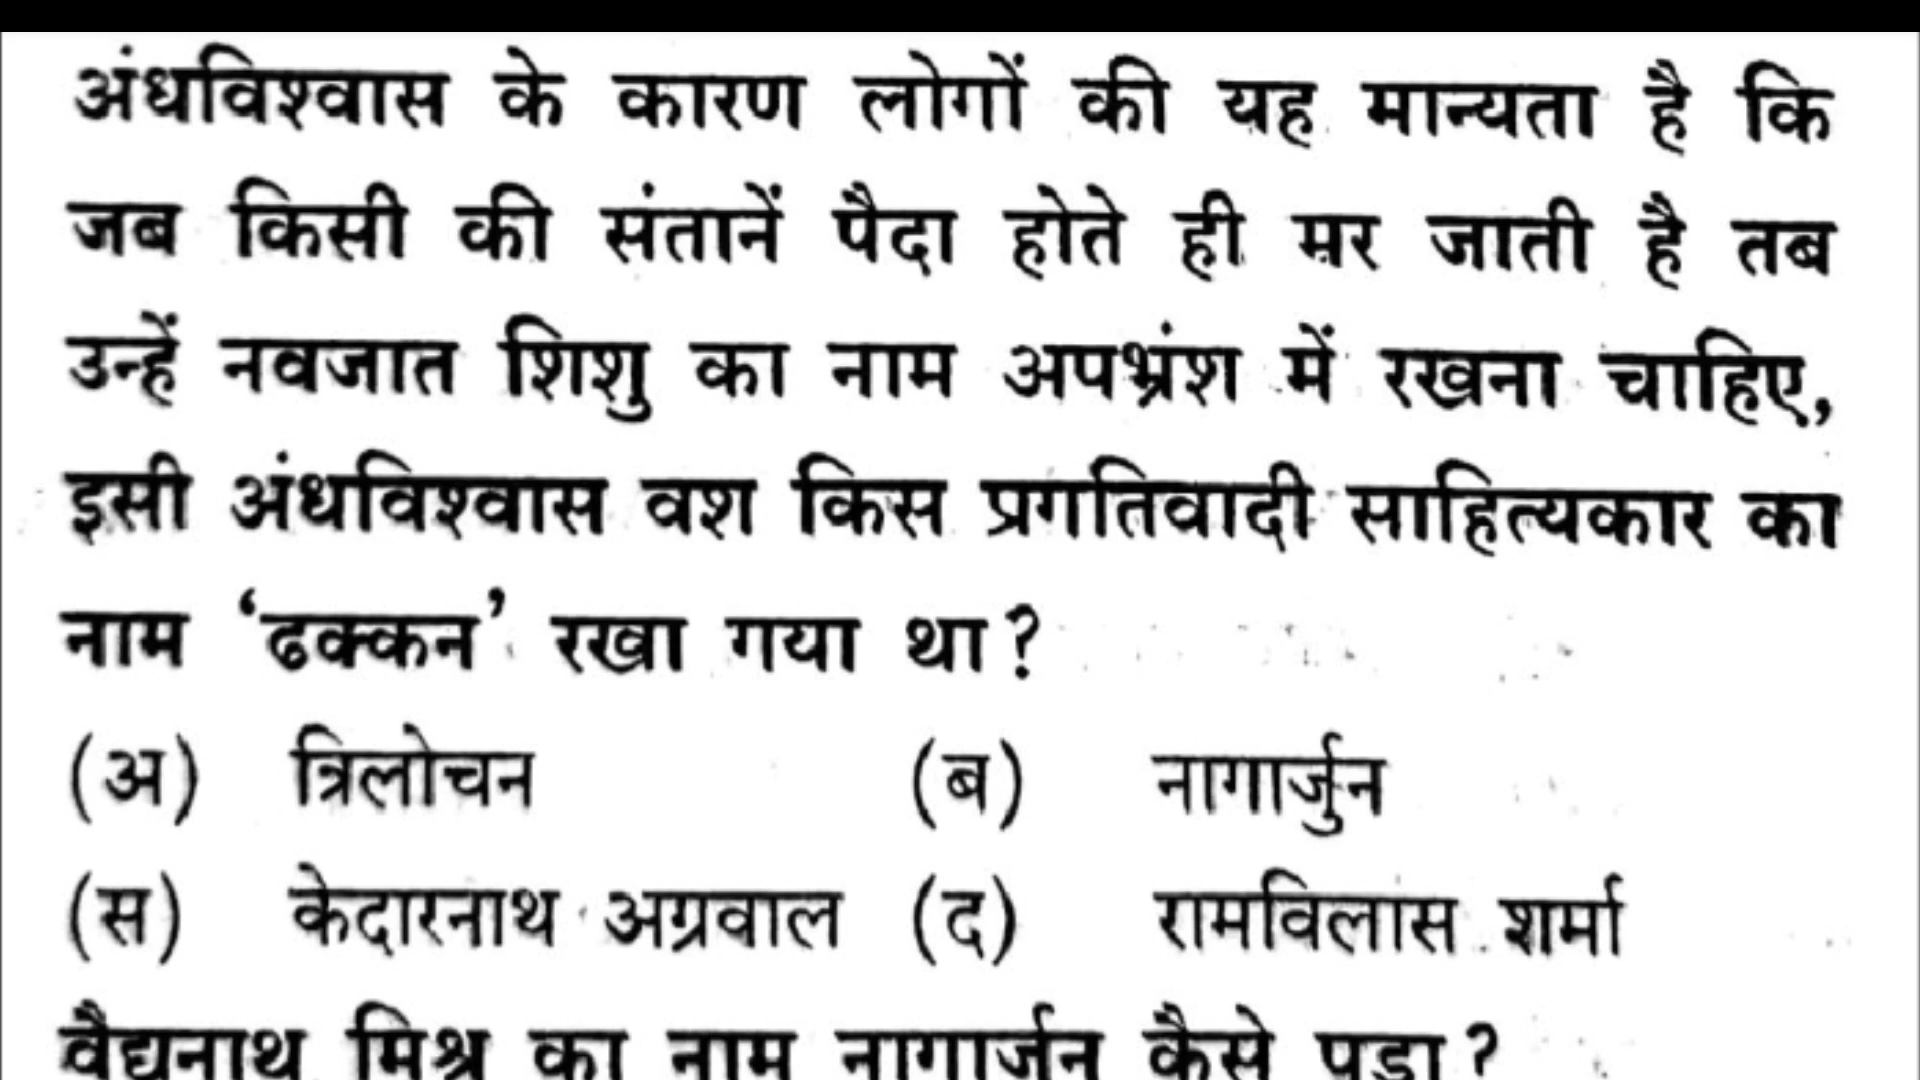 अंधविश्वास के कारण लोगों की यह मान्यता है कि
जब किसी की संतानें पैदा होते ही मर जाती है तब
उन्हें नवजात शिशु का नाम अपभ्रंश में रखना चाहिए,
इसी अंधविश्वास वश किस प्रगतिवादी साहित्यकार का
नाम ‘ढक्कन’ रखा गया था?
(अ) त्रिलोचन (ब) नागार्जुन
(स) केदारनाथ अग्रवाल (द) रामविलास शर्मा
वैद्यनाथ मिश्र का नाम नागार्जुन कैसे पड़ा?